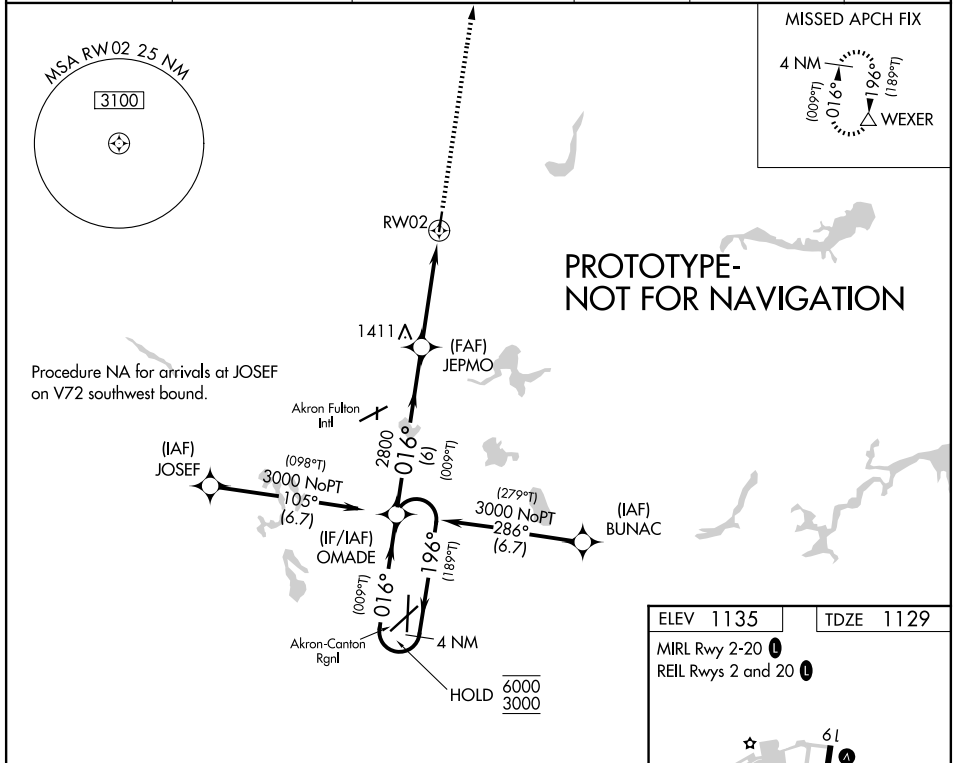 MISSED APCH FIX
4 NM
016°
(009°T)
196°
(189°T)
WEXER
MSA RW02 25 NM
3100
RW02
PROTOTYPE-
NOT FOR NAVIGATION
1411
(FAF)
JEPMO
Procedure NA for arrivals at JOSEF
on V72 southwest bound.
Akron Fulton
Intl
2800
016°
(6)
(009°T)
(IAF)
JOSEF
(098°T)
3000 NoPT
105°
(6.7)
(IF/IAF)
OMADE
(279°T)
3000 NoPT
286°
(6.7)
(IAF)
BUNAC
(009°T)
016°
196°
(189°T)
Akron-Canton
Rgnl
4 NM
HOLD
6000
3000
ELEV 1135
TDZE 1129
MIRL Rwy 2-20 L
REIL Rwys 2 and 20 L
61
A